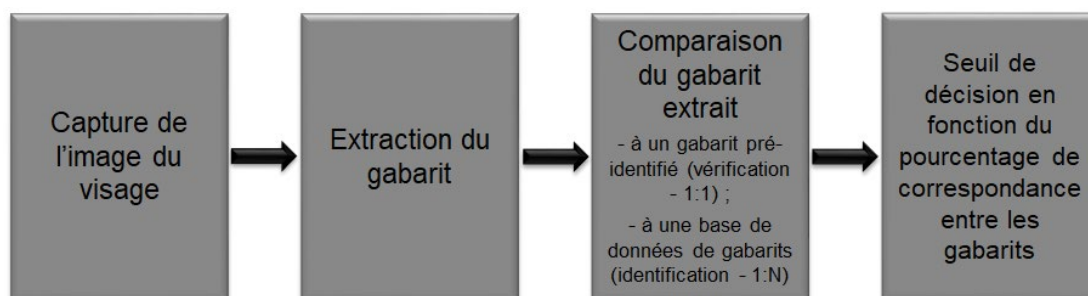 Capture de
l'image du
visage
Extraction du
gabarit
Comparaison
du gabarit
extrait
- à un gabarit pré-
identifié (vérification
- 1:1) ;
- à une base de
données de gabarits
(identification - 1:N)
Seuil de
décision en
fonction du
pourcentage de
correspondance
entre les
gabarits